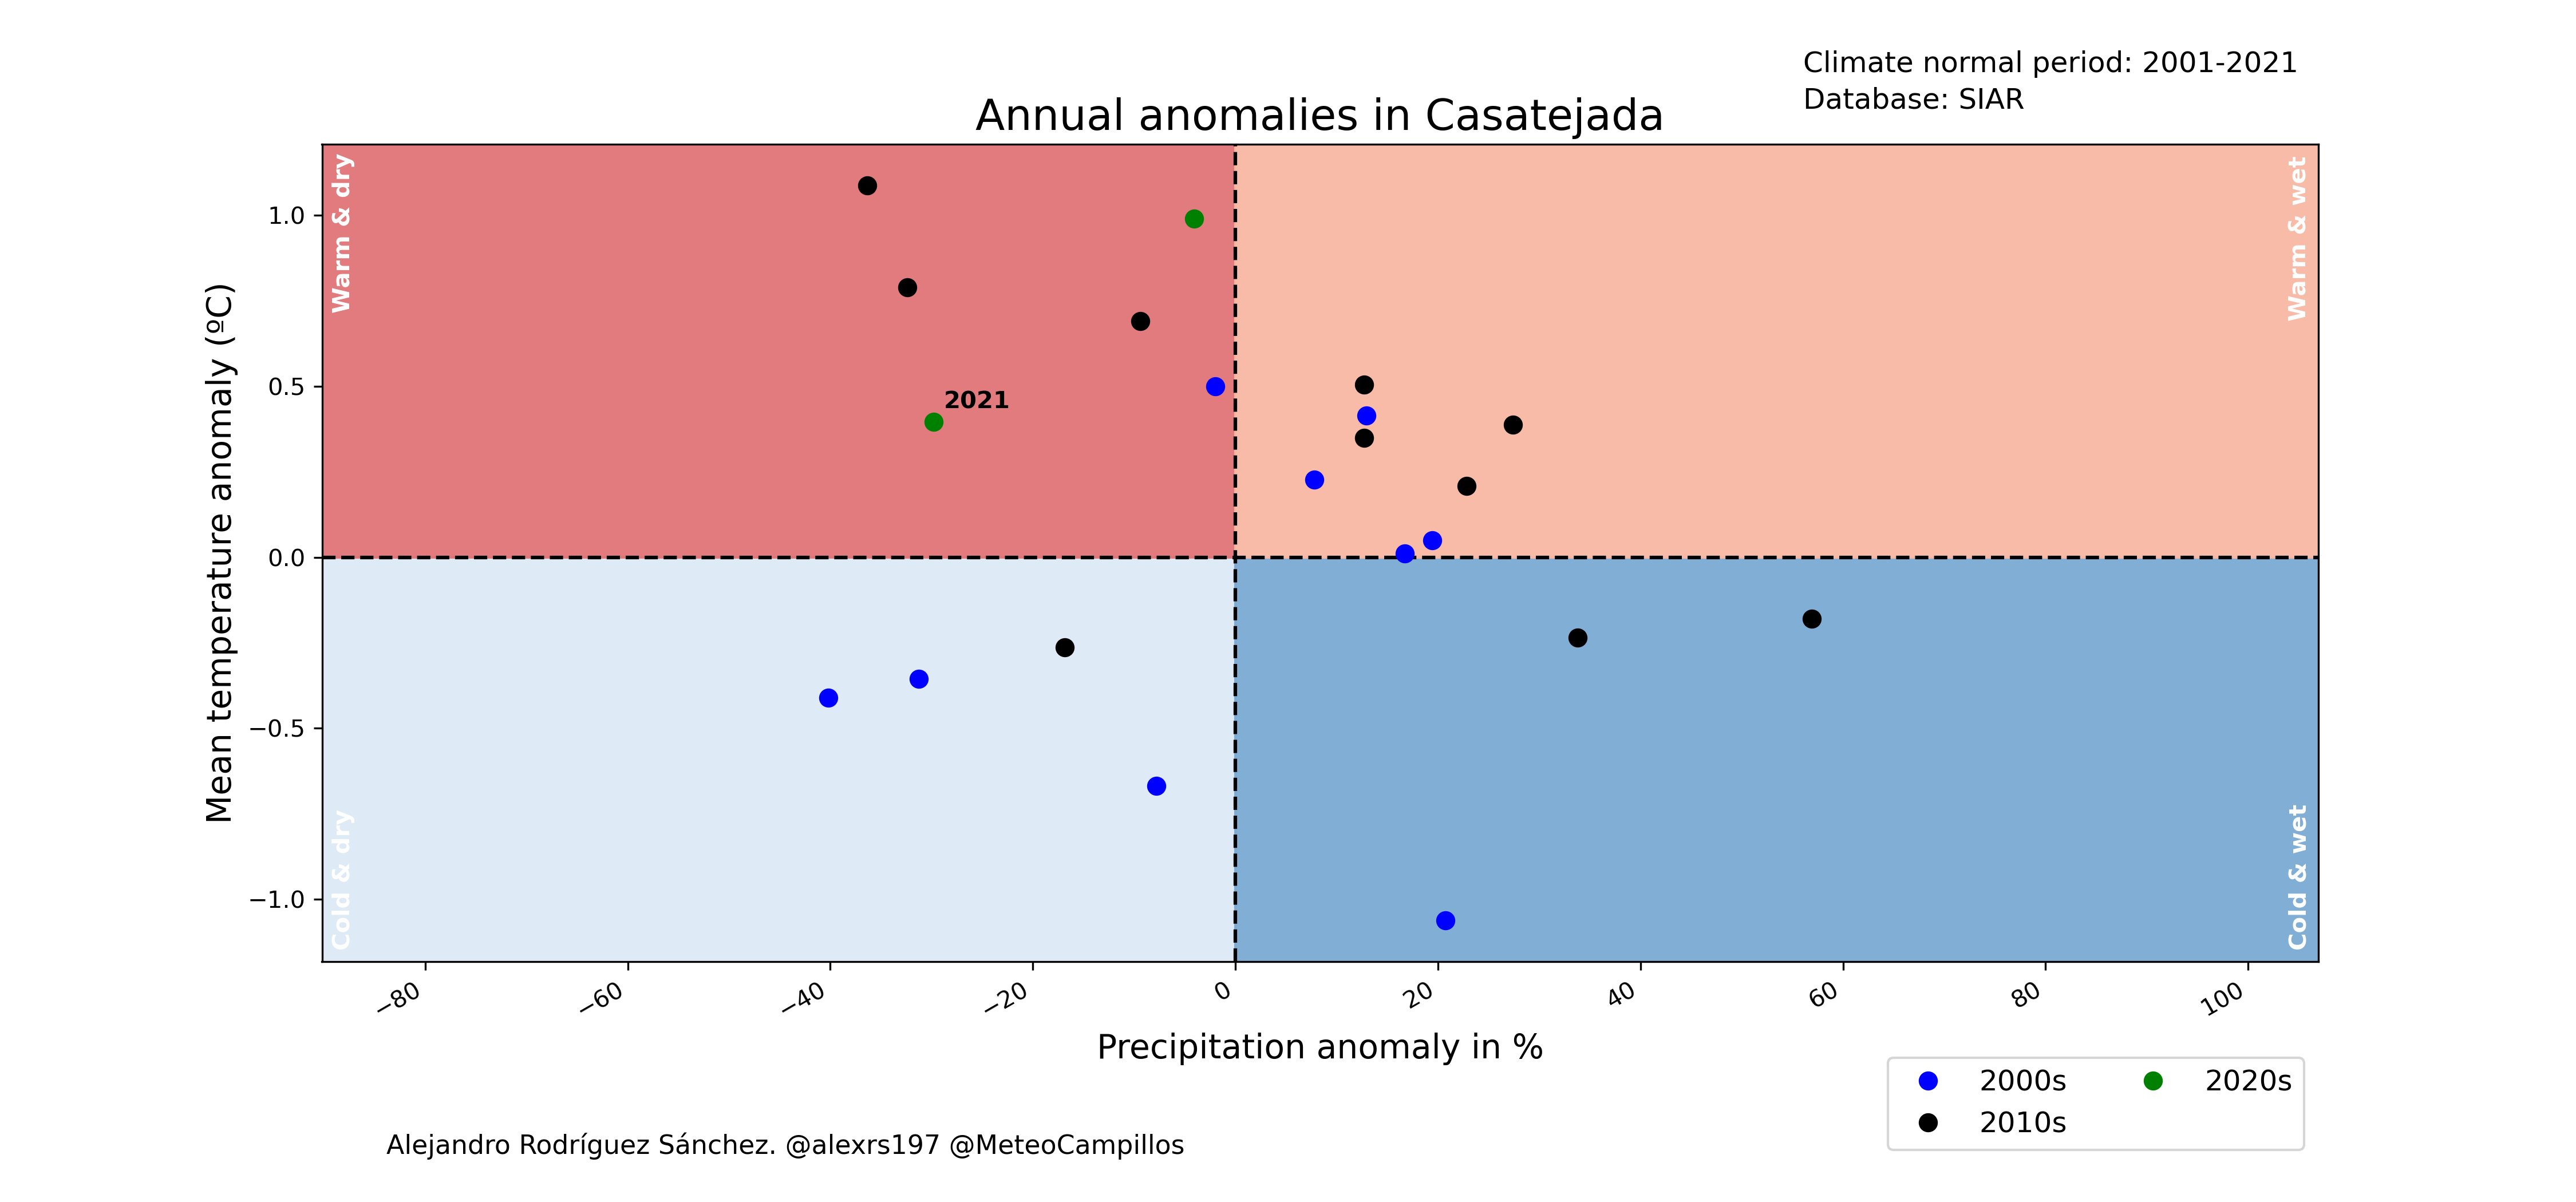 Climate normal period: 2001-2021
Database: SIAR
Annual anomalies in Casatejada
Warm & dry
Warm & wet
1.0
0.5
0.0
−0.5
−1.0
Mean temperature anomaly (ºC)
2021
Cold & dry
Cold & wet
−80 −60 −40 −20 0 20 40 60 80 100
Precipitation anomaly in %
2000s 2020s
2010s
Alejandro Rodríguez Sánchez. @alexrs197 @MeteoCampillos